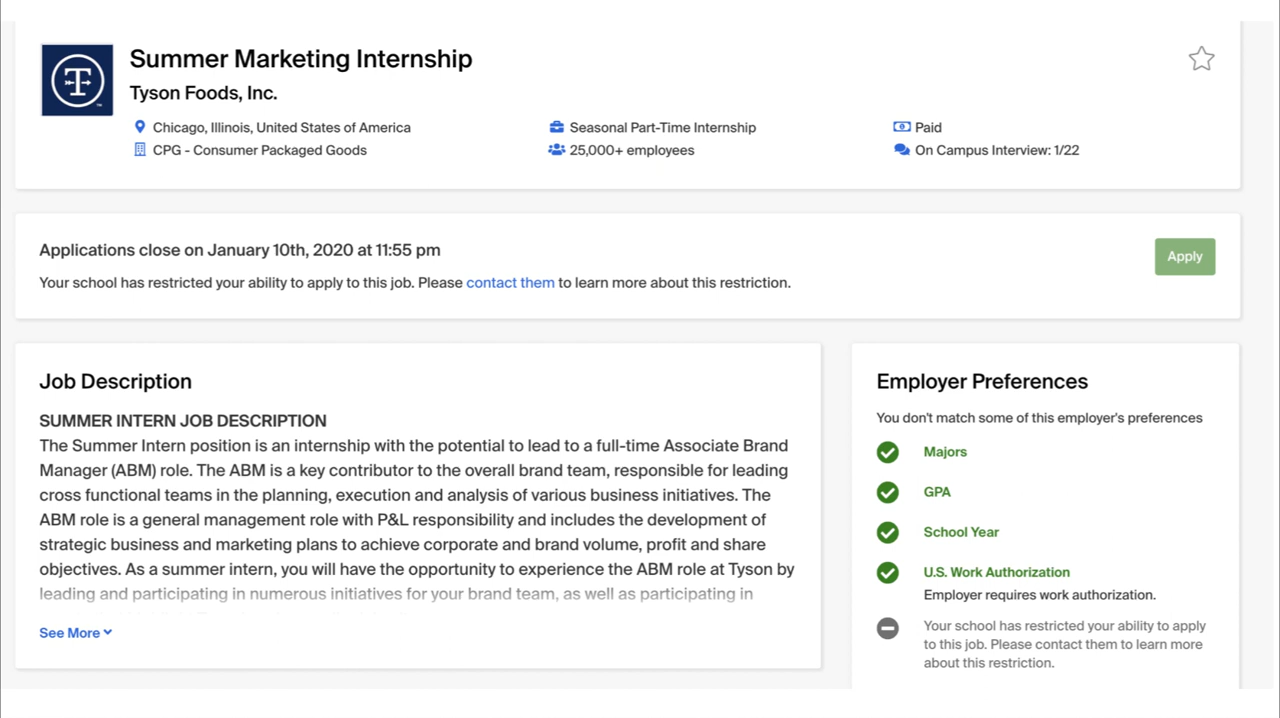 Summer Marketing Internship
Tyson Foods, Inc.
Chicago, Illinois, United States of America
Seasonal Part-Time Internship
Paid
CPG - Consumer Packaged Goods
25,000+ employees
On Campus Interview: 1/22
Applications close on January 10th, 2020 at 11:55 pm
Your school has restricted your ability to apply to this job. Please contact them to learn more about this restriction.
Apply
Job Description
SUMMER INTERN JOB DESCRIPTION
The Summer Intern position is an internship with the potential to lead to a full-time Associate Brand
Manager (ABM) role. The ABM is a key contributor to the overall brand team, responsible for leading
cross functional teams in the planning, execution and analysis of various business initiatives. The
ABM role is a general management role with P&L responsibility and includes the development of
strategic business and marketing plans to achieve corporate and brand volume, profit and share
objectives. As a summer intern, you will have the opportunity to experience the ABM role at Tyson by
leading and participating in numerous initiatives for your brand team, as well as participating in
See More
Employer Preferences
You don't match some of this employer's preferences
Majors
GPA
School Year
U.S. Work Authorization
Employer requires work authorization.
Your school has restricted your ability to apply
to this job. Please contact them to learn more
about this restriction.